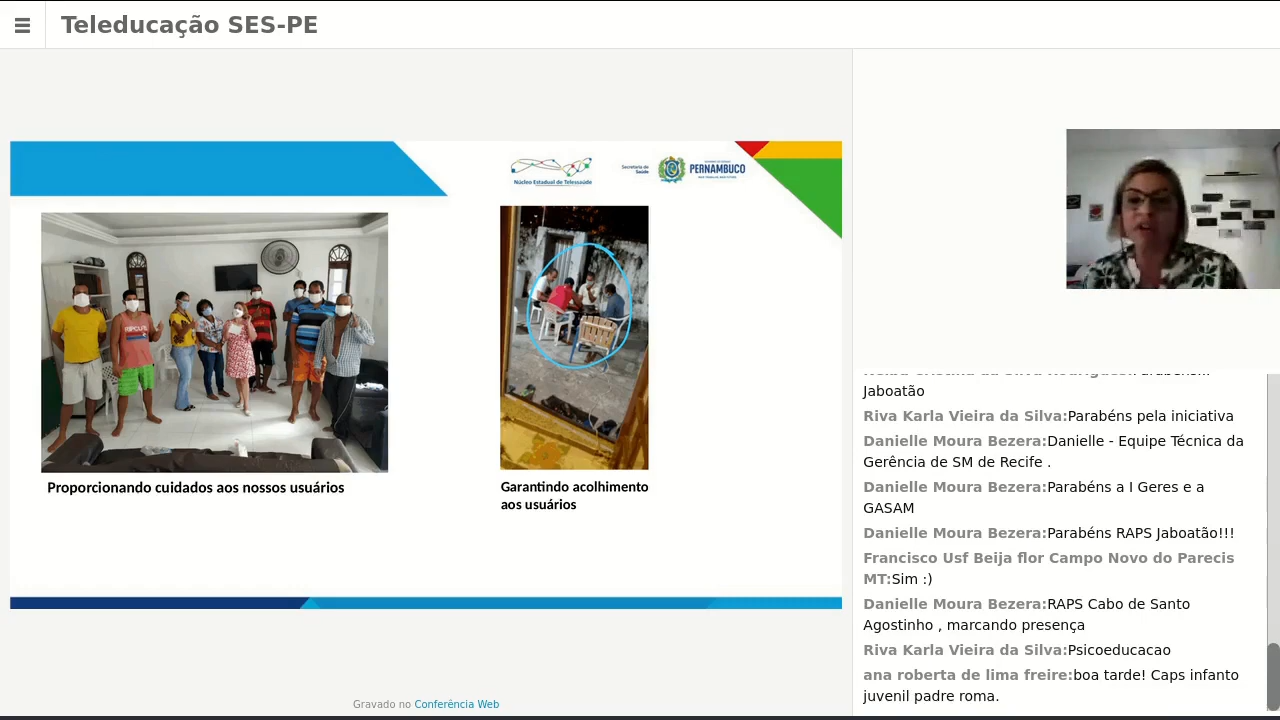 Teleducação SES-PE
Núcleo Estadual de Telessaúde
Secretaria de
Saúde
PERNAMBUCO
Proporcionando cuidados aos nossos usuários
Garantindo acolhimento
aos usuários
Jaboatão
Riva Karla Vieira da Silva:Parabéns pela iniciativa
Danielle Moura Bezera:Danielle - Equipe Técnica da
Gerência de SM de Recife .
Danielle Moura Bezera:Parabéns a I Geres e a
GASAM
Danielle Moura Bezera:Parabéns RAPS Jaboatão!!!
Francisco Usf Beija flor Campo Novo do Parecis
MT:Sim :)
Danielle Moura Bezera:RAPS Cabo de Santo
Agostinho , marcando presença
Riva Karla Vieira da Silva:Psicoeducacao
ana roberta de lima freire:boa tarde! Caps infanto
juvenil padre roma.
Gravado no Conferência Web